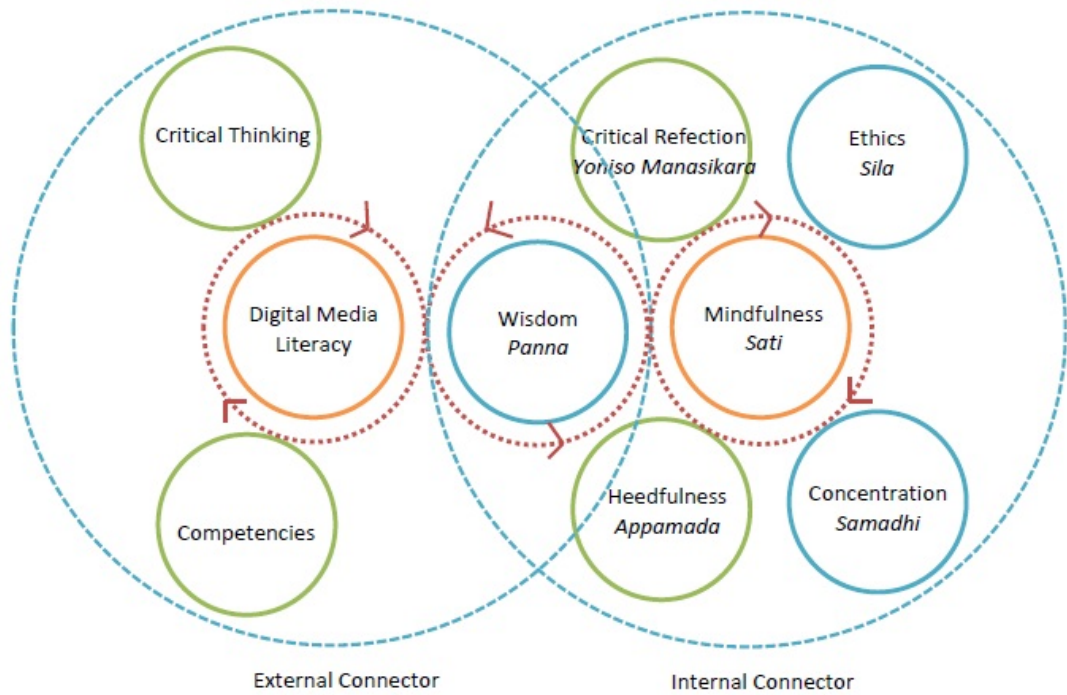 Critical Thinking
Critical Refection
Yoniso Manasikara
Ethics
Sila
Digital Media
Literacy
Wisdom
Panna
Mindfulness
Sati
Competencies
Heedfulness
Appamada
Concentration
Samadhi
External Connector
Internal Connector